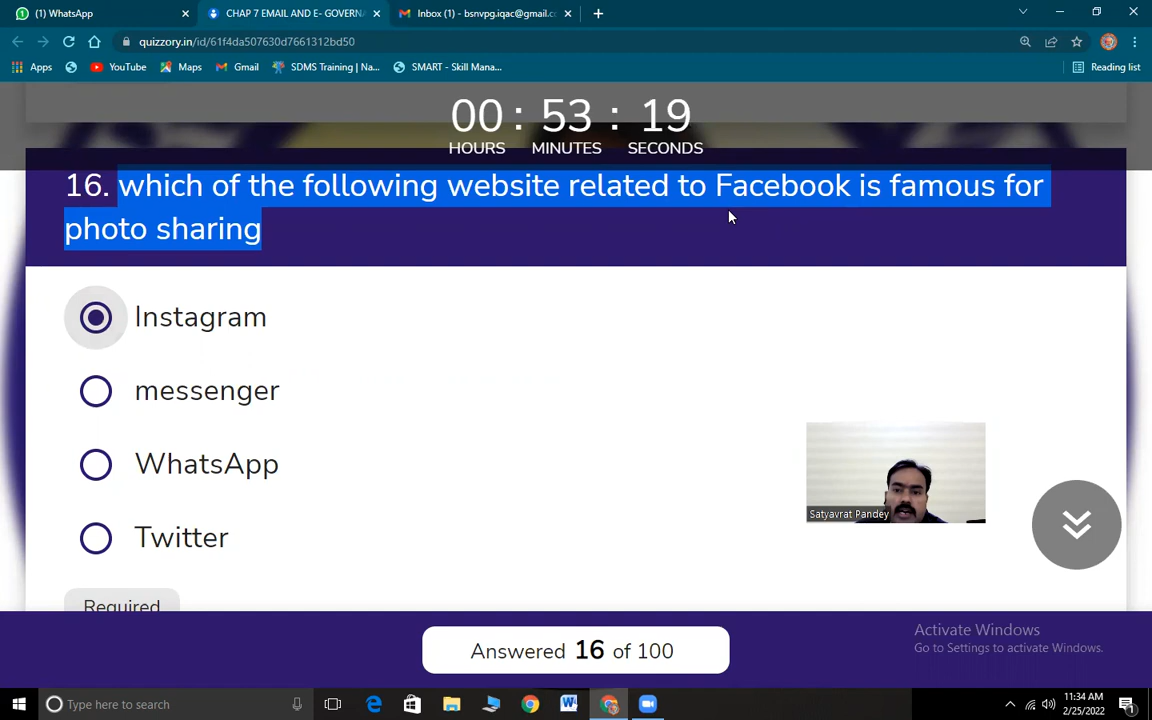 (1) WhatsApp
CHAP 7 EMAIL AND E- GOVERNA
Inbox (1) - bsnvpg.iqac@gmail.co
quizzory.in/id/61f4da507630d7661312bd50
Apps
YouTube
Maps
Gmail
SDMS Training | Na...
SMART - Skill Mana...
Reading list
00 : 53 : 19
HOURS MINUTES SECONDS
16. which of the following website related to Facebook is famous for
photo sharing
Instagram
messenger
WhatsApp
Twitter
Satyavrat Pandey
Required
Answered 16 of 100
Activate Windows
Go to Settings to activate Windows.
Type here to search
11:34 AM
2/25/2022
1